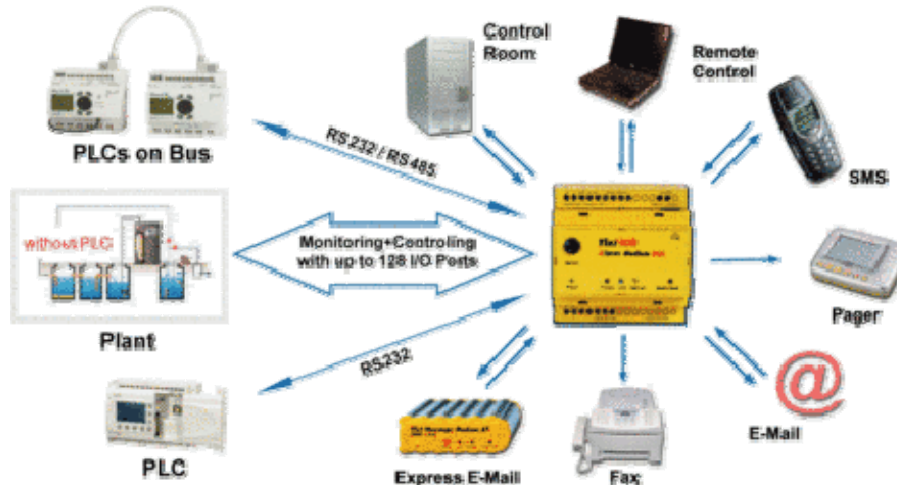 Control
Room
Remote
Control
PLCs on Bus
RS232 / RS485
SMS
without PLC:
Monitoring+Controling
with up to 128 I/O Ports
Plant
Pager
RS232
PLC
Express E-Mail
Fax
@
E-Mail